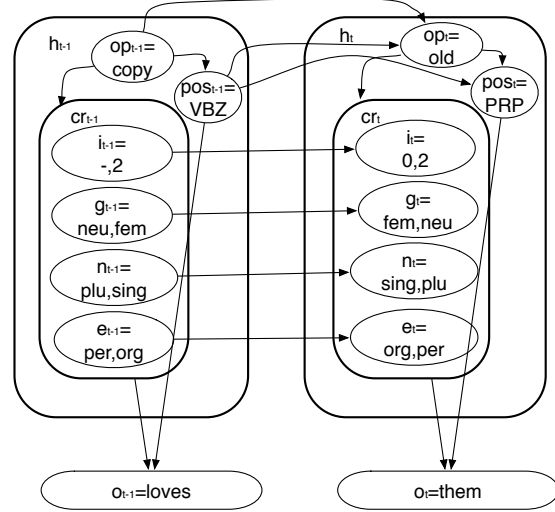 hₜ₋₁
opₜ₋₁=
copy
posₜ₋₁=
VBZ
crₜ₋₁
iₜ₋₁=
-,2
gₜ₋₁=
neu,fem
nₜ₋₁=
plu,sing
eₜ₋₁=
per,org
oₜ₋₁=loves
hₜ
opₜ=
old
posₜ=
PRP
crₜ
iₜ=
0,2
gₜ=
fem,neu
nₜ=
sing,plu
eₜ=
org,per
oₜ=them